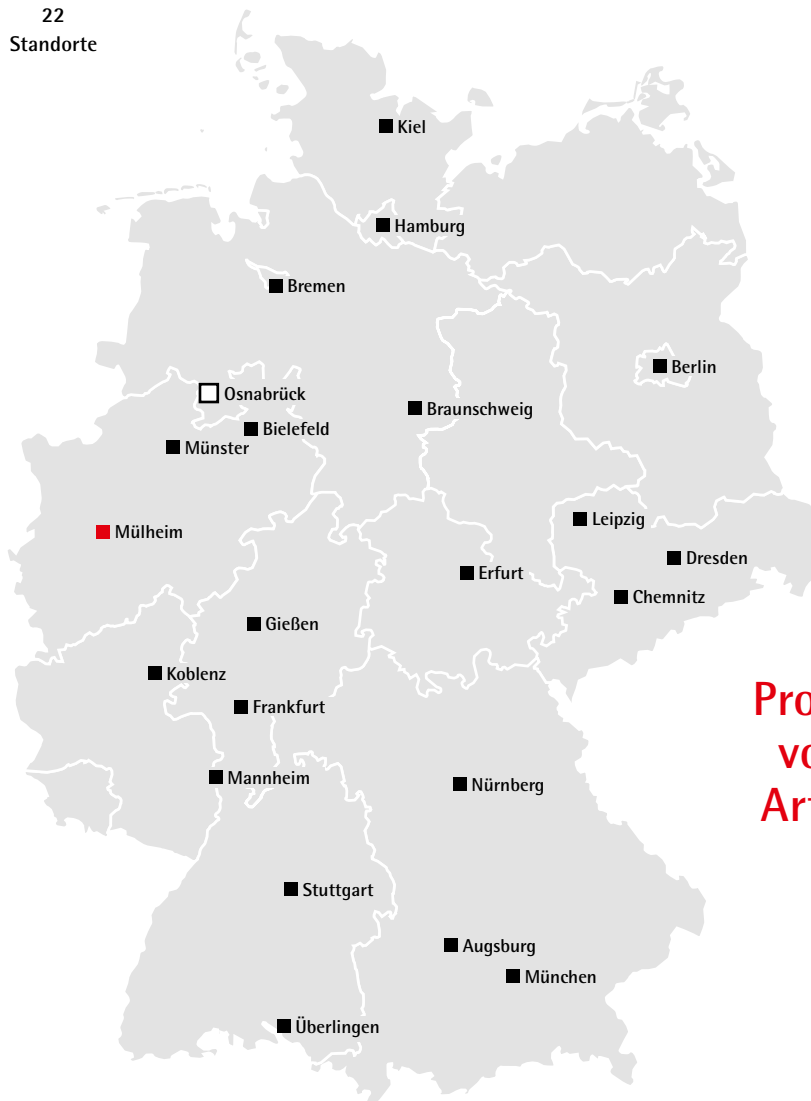 22
Standorte
Kiel
Hamburg
Bremen
Berlin
Osnabrück
Braunschweig
Bielefeld
Münster
Leipzig
Mülheim
Dresden
Erfurt
Chemnitz
Gießen
Koblenz
Frankfurt
Mannheim
Nürnberg
Stuttgart
Augsburg
München
Überlingen